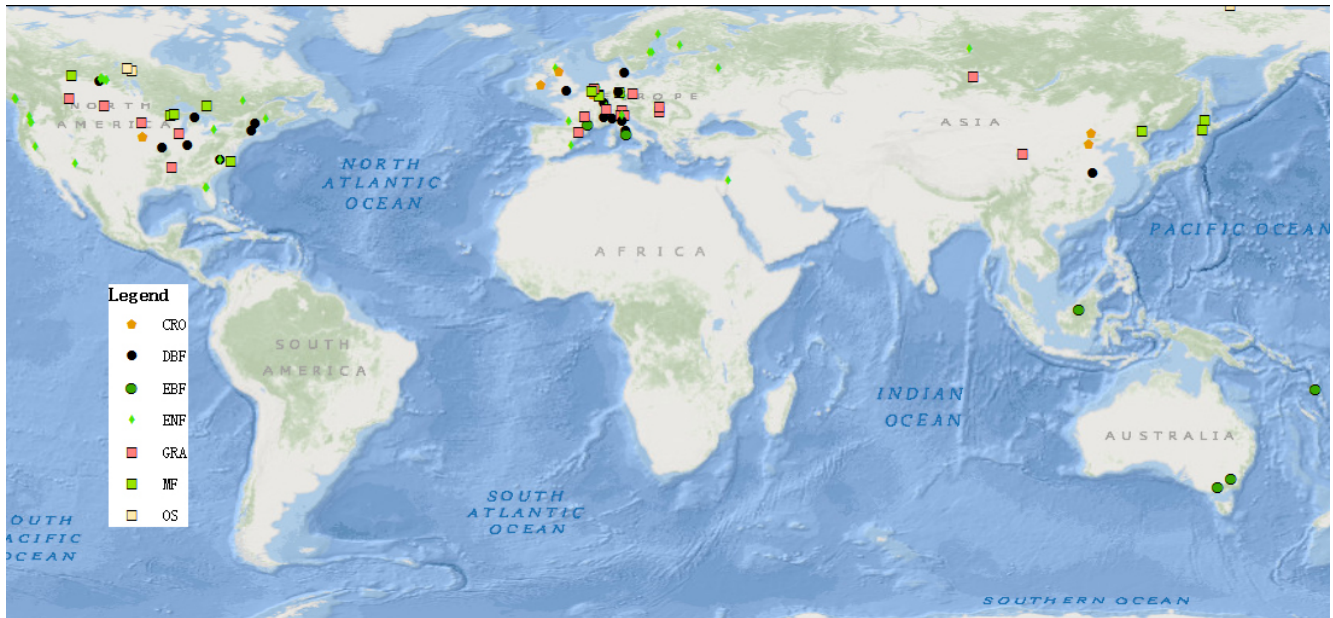 NORTH
AMERICA
EUROPE
ASIA
NORTH
ATLANTIC
OCEAN
PACIFIC OCEAN
AFRICA
Legend
CRO
DBF
EBF
ENF
GRA
MF
OS
SOUTH
AMERICA
INDIAN
OCEAN
AUSTRALIA
SOUTH
ATLANTIC
OCEAN
OUTH
ACIFIC
OCEAN
SOUTHERN OCEAN